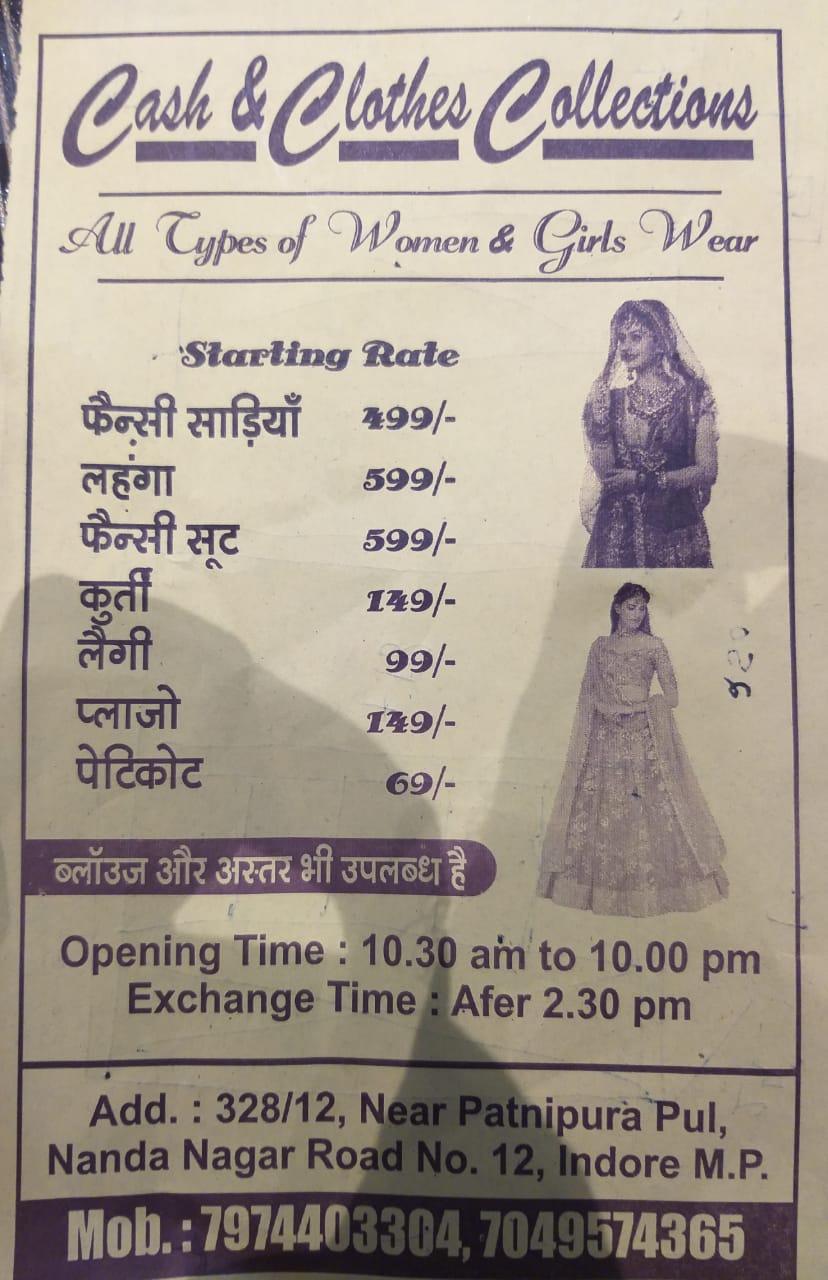 Cash & Clothes Collections
All Types of Women & Girls Wear
Starting Rate
फैन्सी साड़ियाँ 499/-
लहंगा 599/-
फैन्सी सूट 599/-
कुर्ती 149/-
लैगी 99/-
प्लाजो 149/-
पेटिकोट 69/-
ब्लॉउज और अस्तर भी उपलब्ध है
Opening Time : 10.30 am to 10.00 pm
Exchange Time : Afer 2.30 pm
Add. : 328/12, Near Patnipura Pul,
Nanda Nagar Road No. 12, Indore M.P.
Mob. : 7974403304, 7049574365